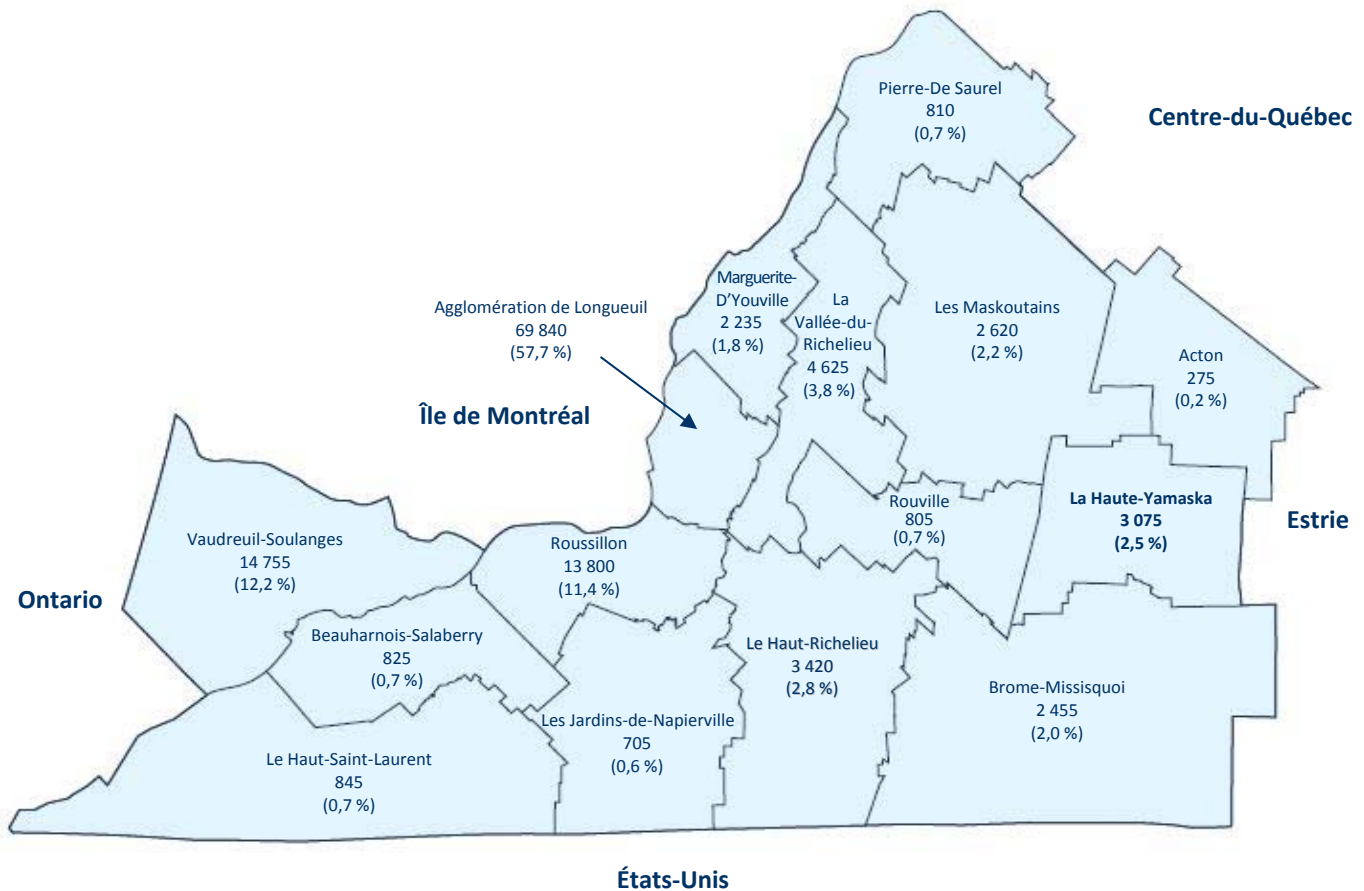 Pierre-De Saurel
810
(0,7 %)
Centre-du-Québec
Marguerite-
D'Youville
2 235
(1,8 %)
La
Vallée-du-
Richelieu
4 625
(3,8 %)
Les Maskoutains
2 620
(2,2 %)
Agglomération de Longueuil
69 840
(57,7 %)
Acton
275
(0,2 %)
Île de Montréal
La Haute-Yamaska
3 075
(2,5 %)
Rouville
805
(0,7 %)
Estrie
Vaudreuil-Soulanges
14 755
(12,2 %)
Roussillon
13 800
(11,4 %)
Ontario
Beauharnois-Salaberry
825
(0,7 %)
Le Haut-Richelieu
3 420
(2,8 %)
Brome-Missisquoi
2 455
(2,0 %)
Les Jardins-de-Napierville
705
(0,6 %)
Le Haut-Saint-Laurent
845
(0,7 %)
États-Unis